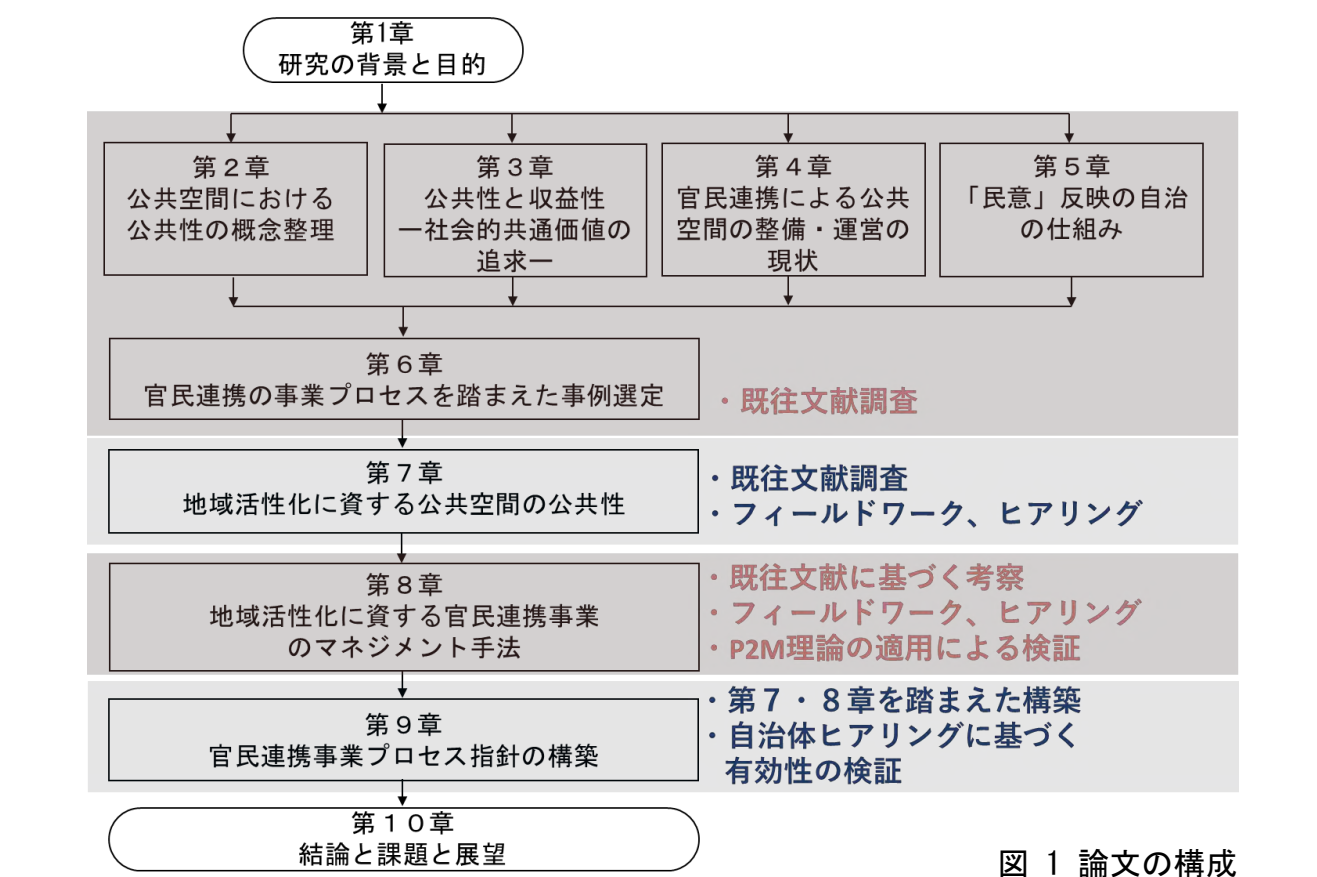 第1章
研究の背景と目的
第２章
公共空間における
公共性の概念整理
第３章
公共性と収益性
―社会的共通価値の
追求―
第４章
官民連携による公共
空間の整備・運営の
現状
第５章
「民意」反映の自治
の仕組み
第６章
官民連携の事業プロセスを踏まえた事例選定
・既往文献調査
第７章
地域活性化に資する公共空間の公共性
・既往文献調査
・フィールドワーク、ヒアリング
第８章
地域活性化に資する官民連携事業
のマネジメント手法
・既往文献に基づく考察
・フィールドワーク、ヒアリング
・P2M理論の適用による検証
第９章
官民連携事業プロセス指針の構築
・第７・８章を踏まえた構築
・自治体ヒアリングに基づく
有効性の検証
第１０章
結論と課題と展望
図 1 論文の構成